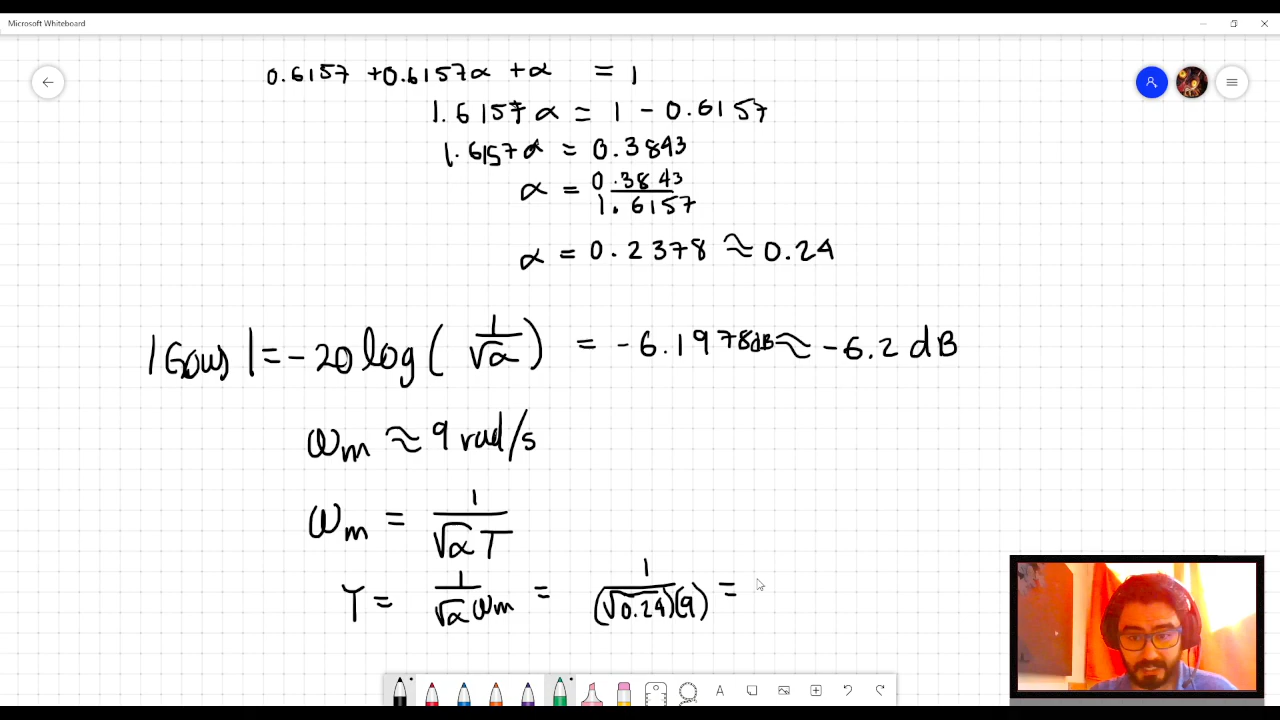 Microsoft Whiteboard
0.6157 + 0.6157α + α = 1
1.6157α = 1 - 0.6157
1.6157α = 0.3843
α = 0.3843 / 1.6157
α = 0.2378 ≈ 0.24
|G(jω)| = -20 log ( 1 / √α ) = -6.1978dB ≈ -6.2 dB
ωm ≈ 9 rad/s
ωm = 1 / √α T
T = 1 / √α ωm = 1 / (√0.24)(9) =
A